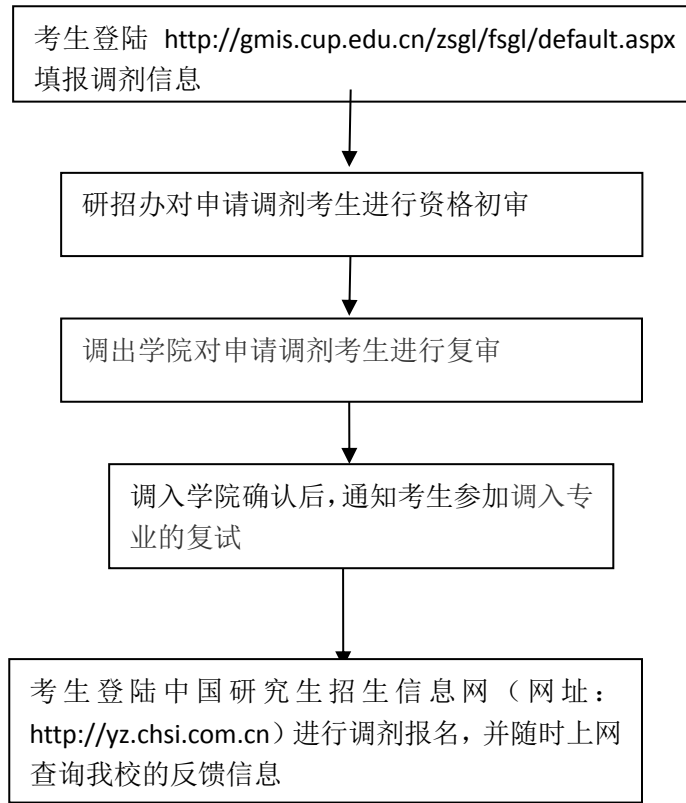 考生登陆 http://gmis.cup.edu.cn/zsgl/fsgl/default.aspx
填报调剂信息
研招办对申请调剂考生进行资格初审
调出学院对申请调剂考生进行复审
调入学院确认后，通知考生参加调入专
业的复试
考生登陆中国研究生招生信息网（网址：
http://yz.chsi.com.cn）进行调剂报名，并随时上网
查询我校的反馈信息